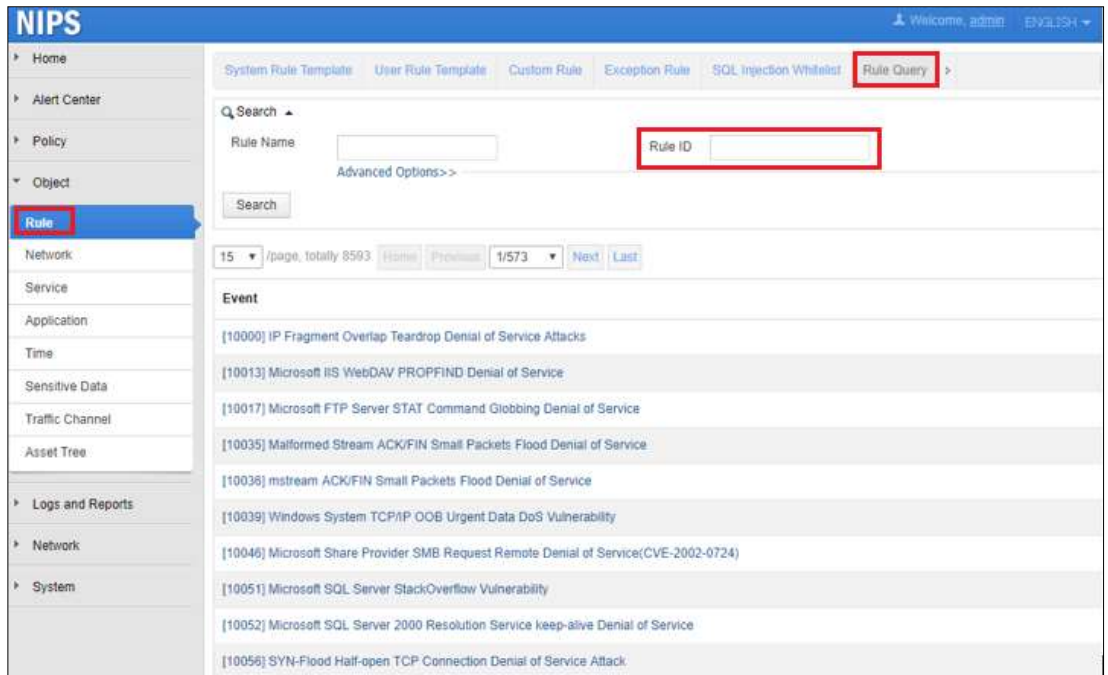 NIPS
Welcome, admin ENGLISH
Home
Alert Center
Policy
Object
Rule
Network
Service
Application
Time
Sensitive Data
Traffic Channel
Asset Tree
Logs and Reports
Network
System
System Rule Template User Rule Template Custom Rule Exception Rule SQL Injection Whitelist Rule Query >
Search
Rule Name Rule ID
Advanced Options>>
Search
15 /page, totally 8593 Home Previous 1/573 Next Last
Event
[10000] IP Fragment Overlap Teardrop Denial of Service Attacks
[10013] Microsoft IIS WebDAV PROPFIND Denial of Service
[10017] Microsoft FTP Server STAT Command Globbing Denial of Service
[10035] Malformed Stream ACK/FIN Small Packets Flood Denial of Service
[10036] mstream ACK/FIN Small Packets Flood Denial of Service
[10039] Windows System TCP/IP OOB Urgent Data DoS Vulnerability
[10046] Microsoft Share Provider SMB Request Remote Denial of Service(CVE-2002-0724)
[10051] Microsoft SQL Server StackOverflow Vulnerability
[10052] Microsoft SQL Server 2000 Resolution Service keep-alive Denial of Service
[10056] SYN-Flood Half-open TCP Connection Denial of Service Attack